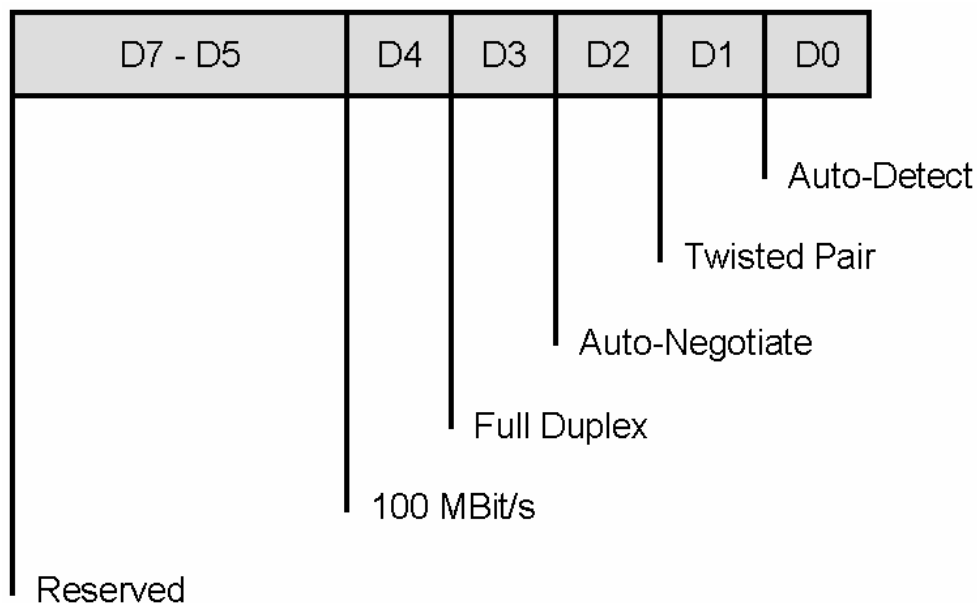 D7 - D5 D4 D3 D2 D1 D0
Auto-Detect
Twisted Pair
Auto-Negotiate
Full Duplex
100 MBit/s
Reserved